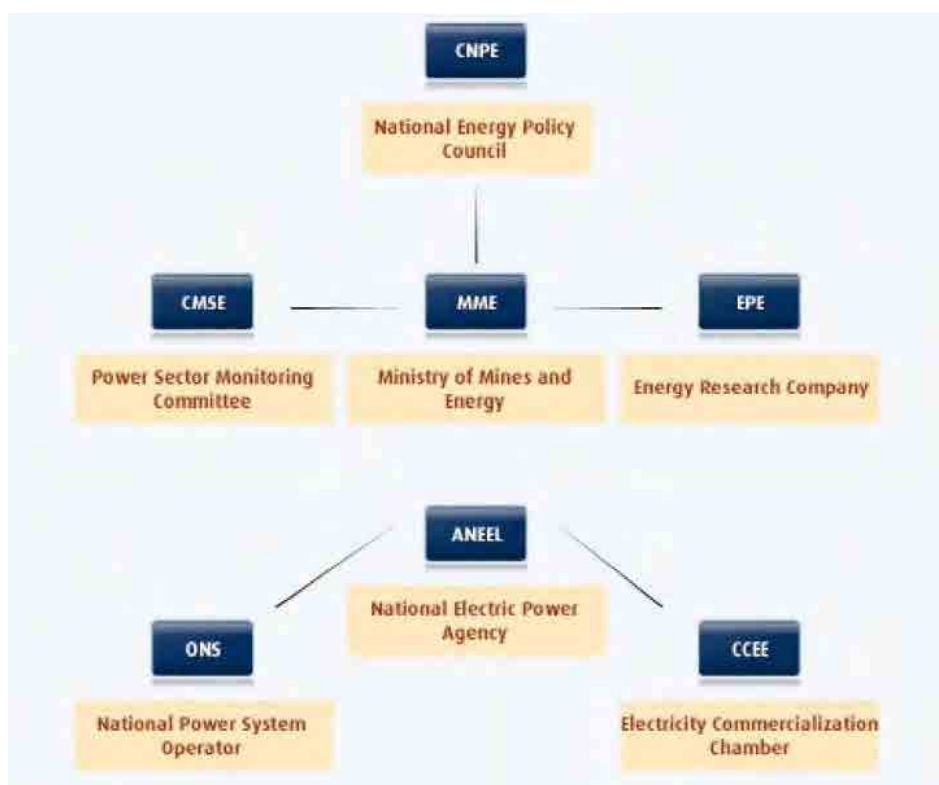 CNPE
National Energy Policy
Council
CMSE
MME
EPE
Power Sector Monitoring
Committee
Ministry of Mines and
Energy
Energy Research Company
ANEEL
National Electric Power
Agency
ONS
CCEE
National Power System
Operator
Electricity Commercialization
Chamber